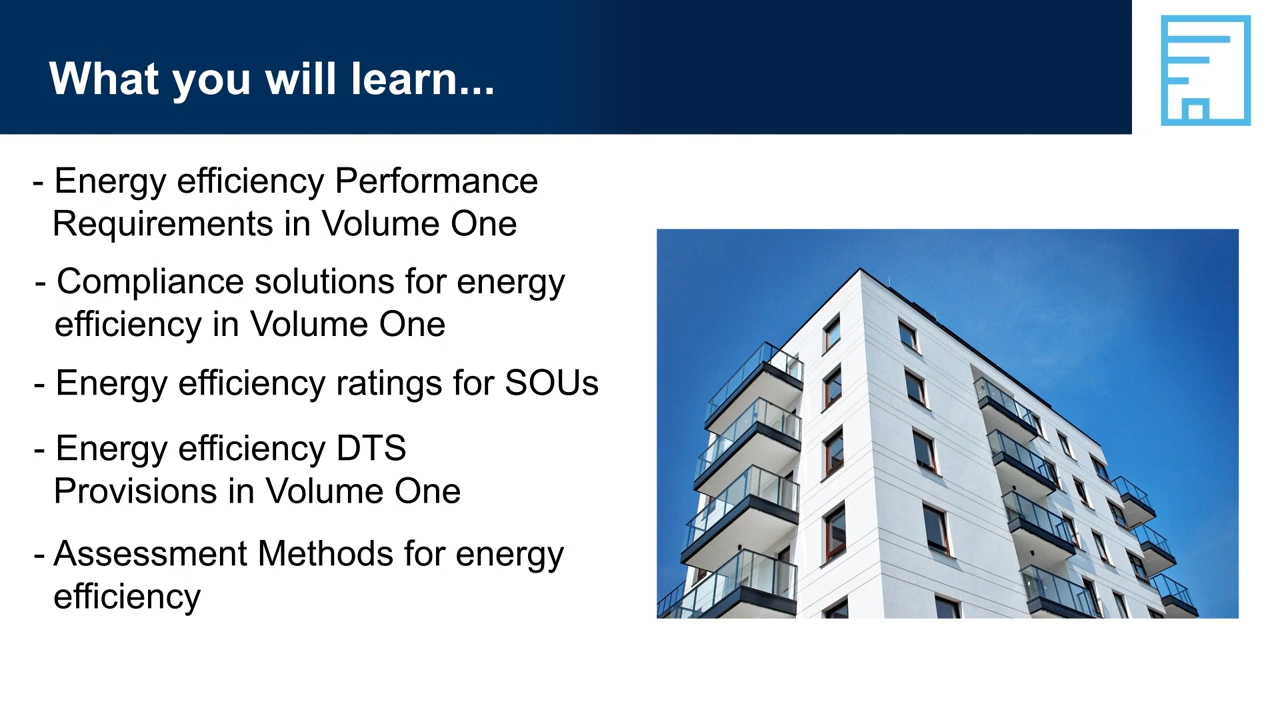 What you will learn...
- Energy efficiency Performance
Requirements in Volume One
- Compliance solutions for energy
efficiency in Volume One
- Energy efficiency ratings for SOUs
- Energy efficiency DTS
Provisions in Volume One
- Assessment Methods for energy
efficiency